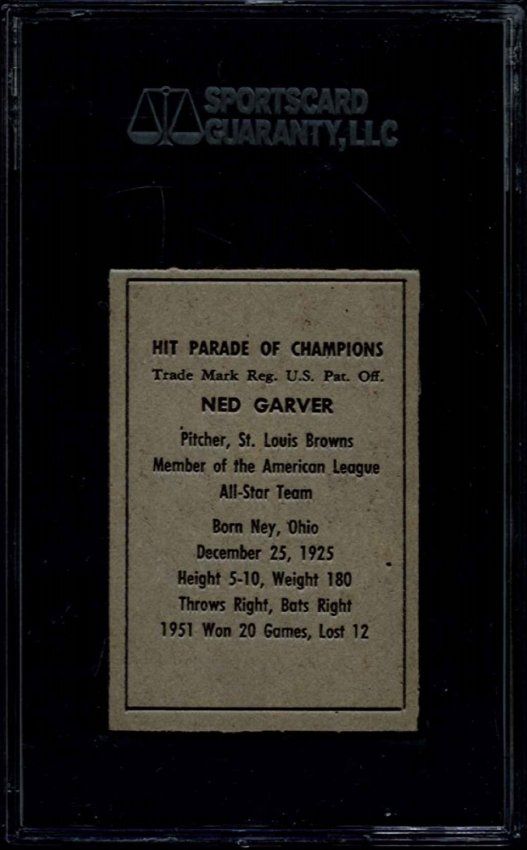 SPORTSCARD
GUARANTY, LLC
HIT PARADE OF CHAMPIONS
Trade Mark Reg. U.S. Pat. Off.
NED GARVER
Pitcher, St. Louis Browns
Member of the American League
All-Star Team
Born Ney, Ohio
December 25, 1925
Height 5-10, Weight 180
Throws Right, Bats Right
1951 Won 20 Games, Lost 12